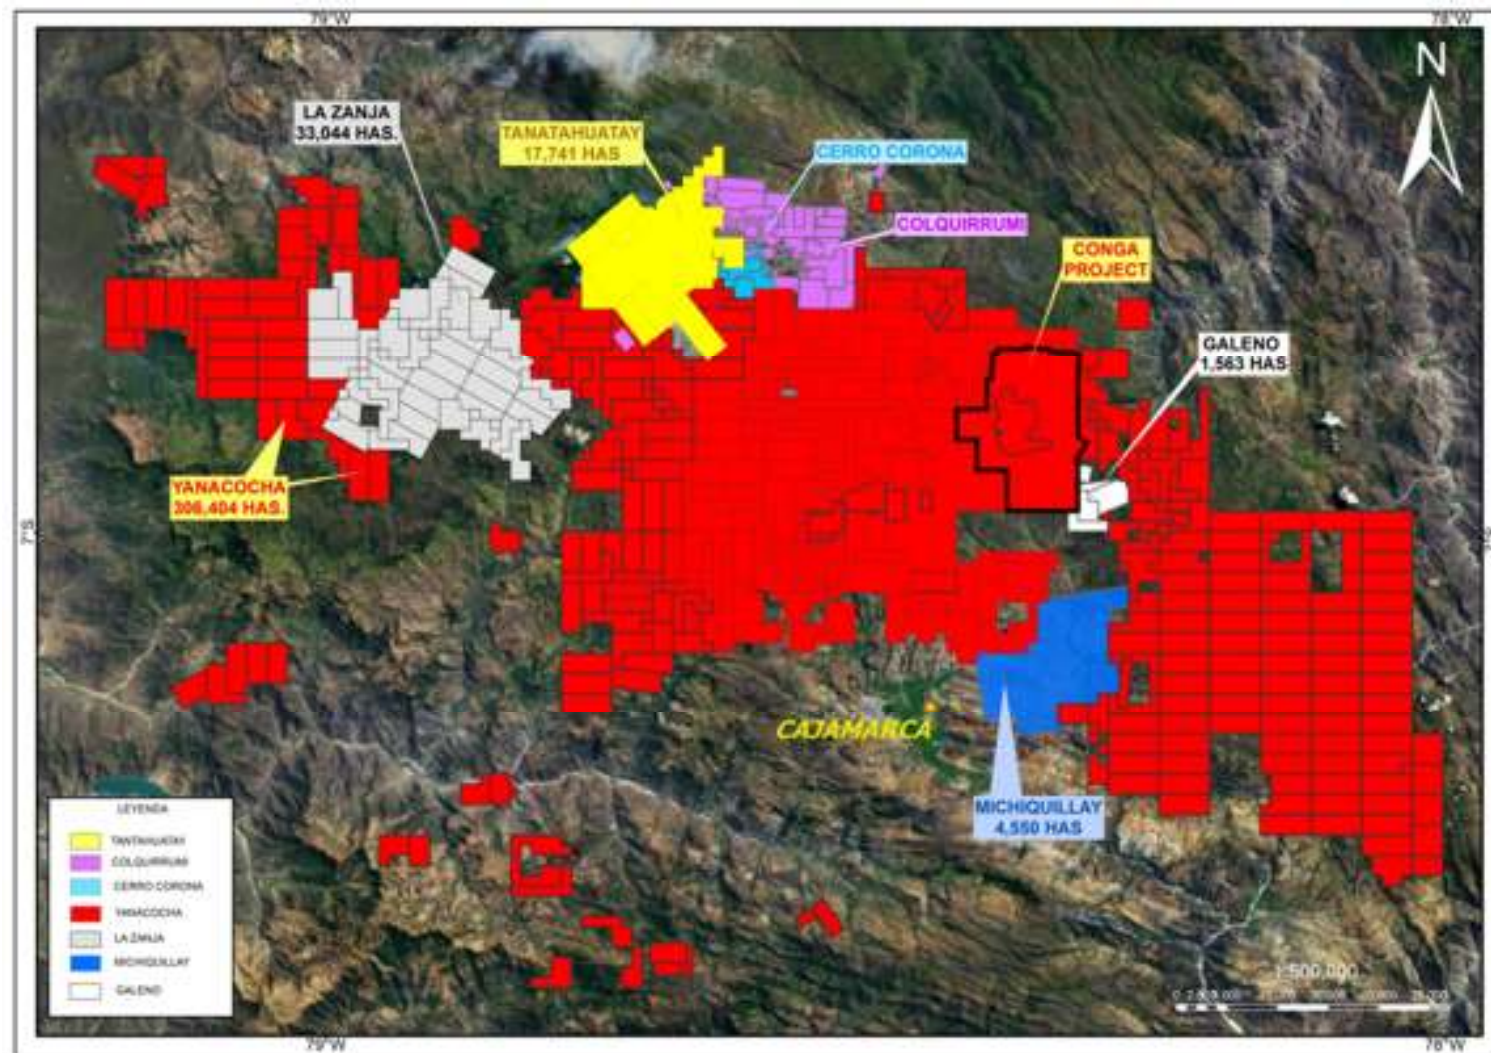 79°W
78°W
N
LA ZANJA
33,044 HAS.
TANATAHUATAY
17,741 HAS
CERRO CORONA
COLQUIRRUMI
CONGA
PROJECT
GALENO
1,563 HAS
YANACOCHA
HAS.
7°S
CAJAMARCA
MICHIQUILLAY
4,550 HAS
LEYENDA
TANTAHUATAY
COLQUIRRUMI
CERRO CORONA
YANACOCHA
LA ZANJA
MICHIQUILLAY
GALENO
1:500,000
79°W
78°W